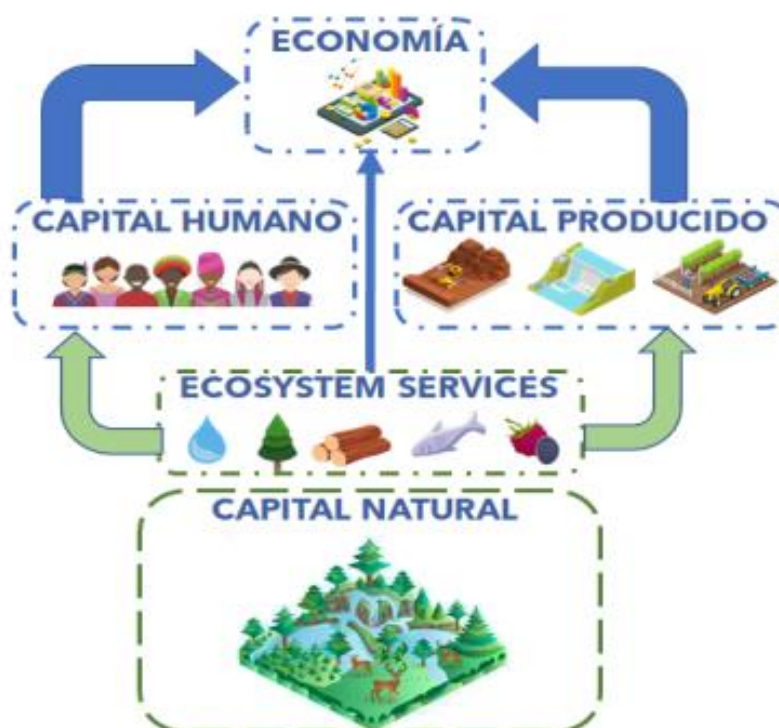 ECONOMÍA
CAPITAL HUMANO
CAPITAL PRODUCIDO
ECOSYSTEM SERVICES
CAPITAL NATURAL